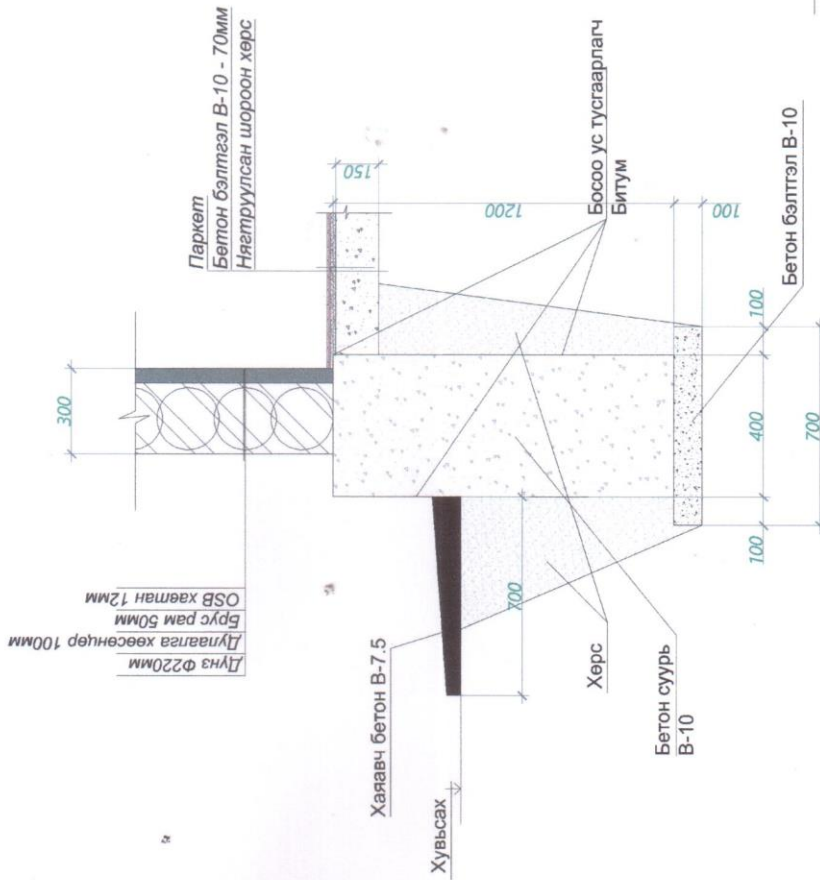 Паркет
Бетон бэлтгэл В-10 - 70мм
Нягтруулсан шороон хөрс
300
150
1200
100
Босоо ус тусгаарлагч
Битум
Бетон бэлтгэл В-10
100
400
100
700
700
Дүнз Ф220мм
Дулаалга хөөсөнцөр 100мм
Брус рам 50мм
OSB хавтан 12мм
Хаяавч бетон В-7.5
Хувьсах
Хөрс
Бетон суурь
В-10